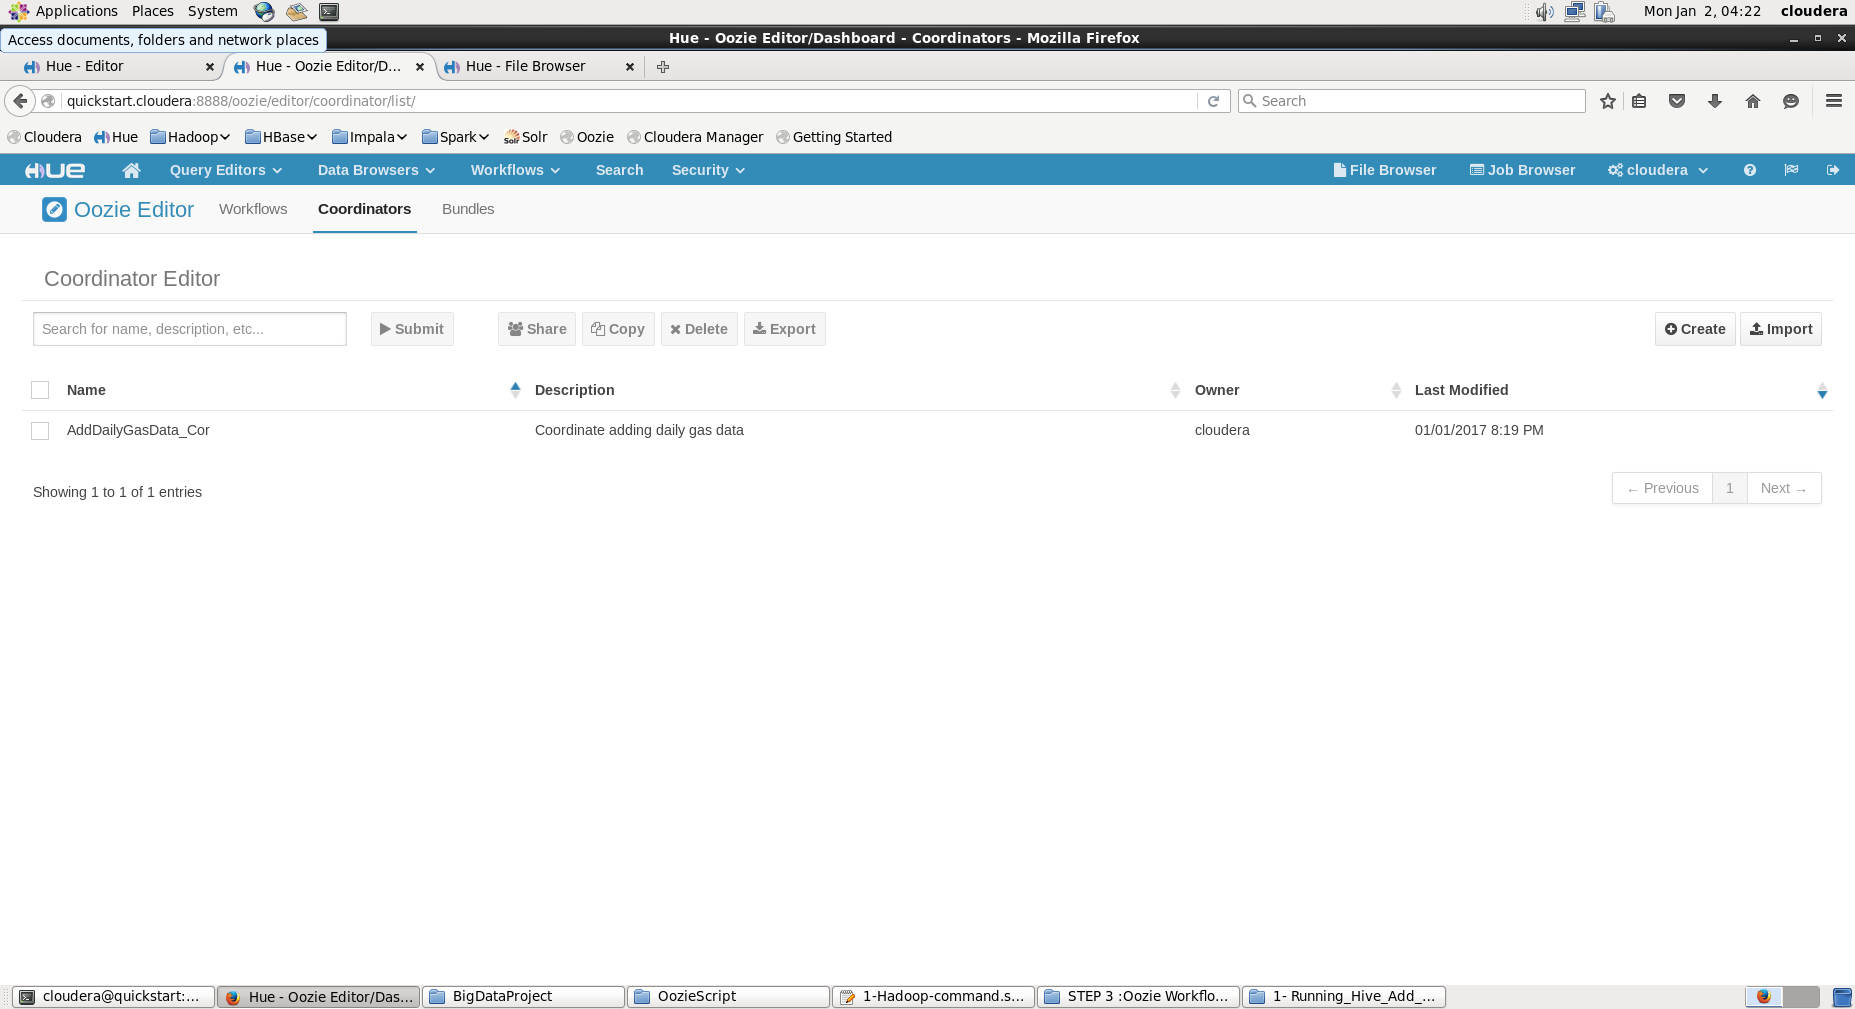 Applications Places System Mon Jan 2, 04:22 cloudera
Access documents, folders and network places Hue - Oozie Editor/Dashboard - Coordinators - Mozilla Firefox
Hue - Editor Hue - Oozie Editor/D... Hue - File Browser
quickstart.cloudera:8888/oozie/editor/coordinator/list/ Search
Cloudera Hue Hadoop HBase Impala Spark Solr Solr Oozie Cloudera Manager Getting Started
HUE Query Editors Data Browsers Workflows Search Security File Browser Job Browser cloudera
Oozie Editor Workflows Coordinators Bundles
Coordinator Editor
Search for name, description, etc... Submit Share Copy Delete Export Create Import
Name Description Owner Last Modified
AddDailyGasData_Cor Coordinate adding daily gas data cloudera 01/01/2017 8:19 PM
Showing 1 to 1 of 1 entries ← Previous 1 Next →
cloudera@quickstart:... Hue - Oozie Editor/Das... BigDataProject OozieScript 1-Hadoop-command.s... STEP 3 :Oozie Workflo... 1- Running_Hive_Add_...